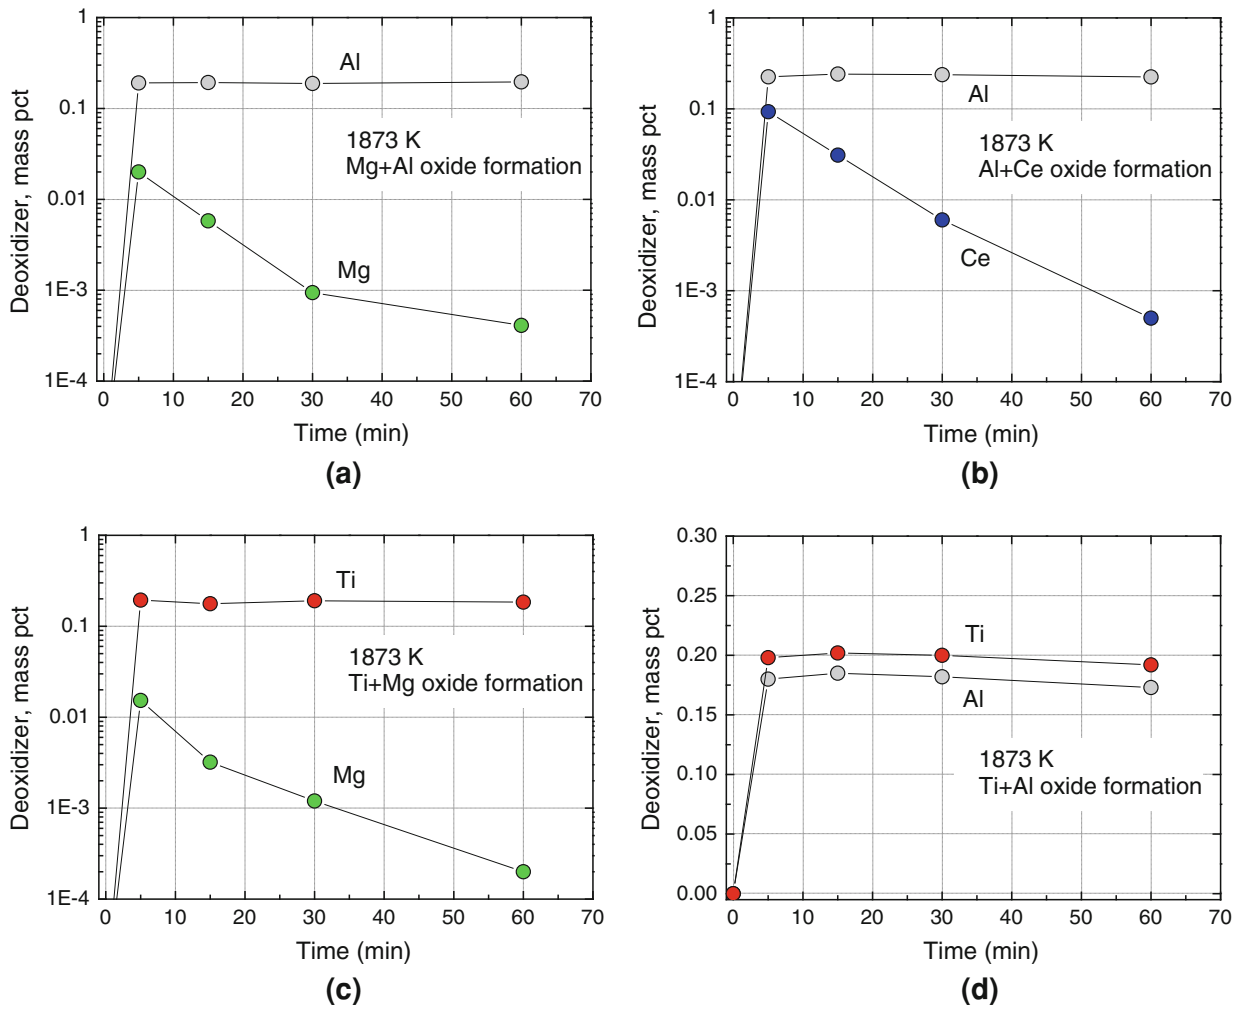 1
0.1
0.01
1E-3
1E-4
Deoxidizer, mass pct
Al
1873 K
Mg+Al oxide formation
Mg
0 10 20 30 40 50 60 70
Time (min)
(a)
1
0.1
0.01
1E-3
1E-4
Deoxidizer, mass pct
Al
1873 K
Al+Ce oxide formation
Ce
0 10 20 30 40 50 60 70
Time (min)
(b)
1
0.1
0.01
1E-3
1E-4
Deoxidizer, mass pct
Ti
1873 K
Ti+Mg oxide formation
Mg
0 10 20 30 40 50 60 70
Time (min)
(c)
0.30
0.25
0.20
0.15
0.10
0.05
0.00
Deoxidizer, mass pct
Ti
Al
1873 K
Ti+Al oxide formation
0 10 20 30 40 50 60 70
Time (min)
(d)